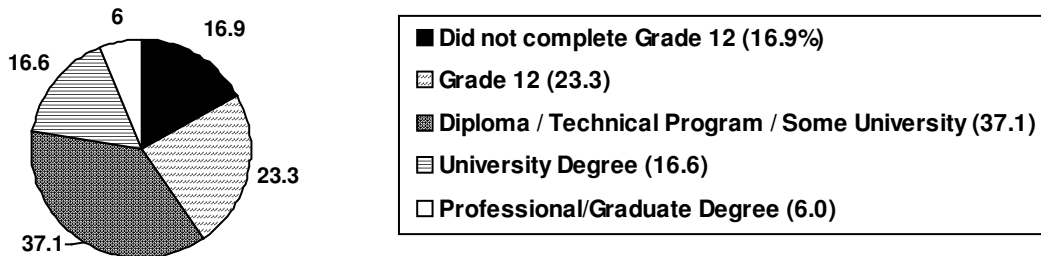 6
16.9
16.6
23.3
37.1
Did not complete Grade 12 (16.9%)
Grade 12 (23.3)
Diploma / Technical Program / Some University (37.1)
University Degree (16.6)
Professional/Graduate Degree (6.0)